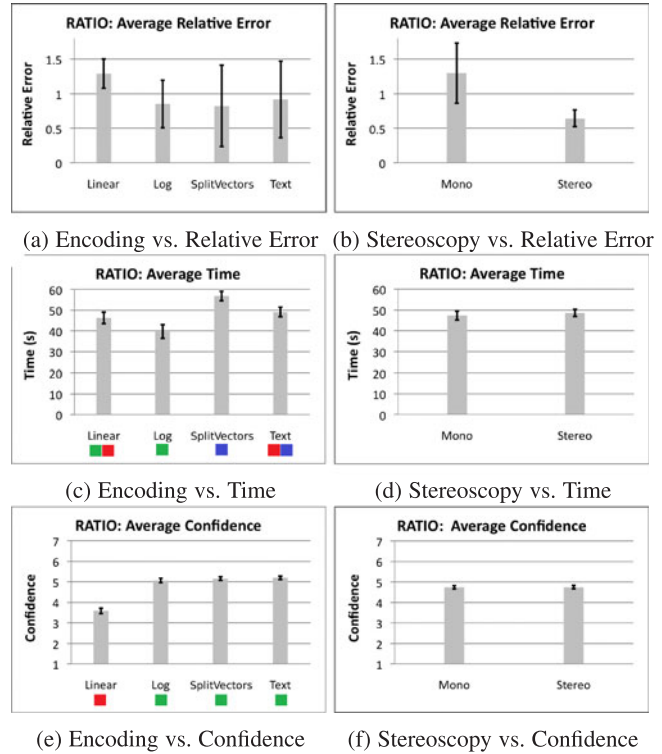 RATIO: Average Relative Error
Relative Error
1.5
1
0.5
0
Linear Log SplitVectors Text
(a) Encoding vs. Relative Error
RATIO: Average Relative Error
Relative Error
1.5
1
0.5
0
Mono Stereo
(b) Stereoscopy vs. Relative Error
RATIO: Average Time
Time (s)
60
50
40
30
20
10
0
Linear Log SplitVectors Text
(c) Encoding vs. Time
RATIO: Average Time
Time (s)
60
50
40
30
20
10
0
Mono Stereo
(d) Stereoscopy vs. Time
RATIO: Average Confidence
Confidence
7
6
5
4
3
2
1
Linear Log SplitVectors Text
(e) Encoding vs. Confidence
RATIO: Average Confidence
Confidence
7
6
5
4
3
2
1
Mono Stereo
(f) Stereoscopy vs. Confidence